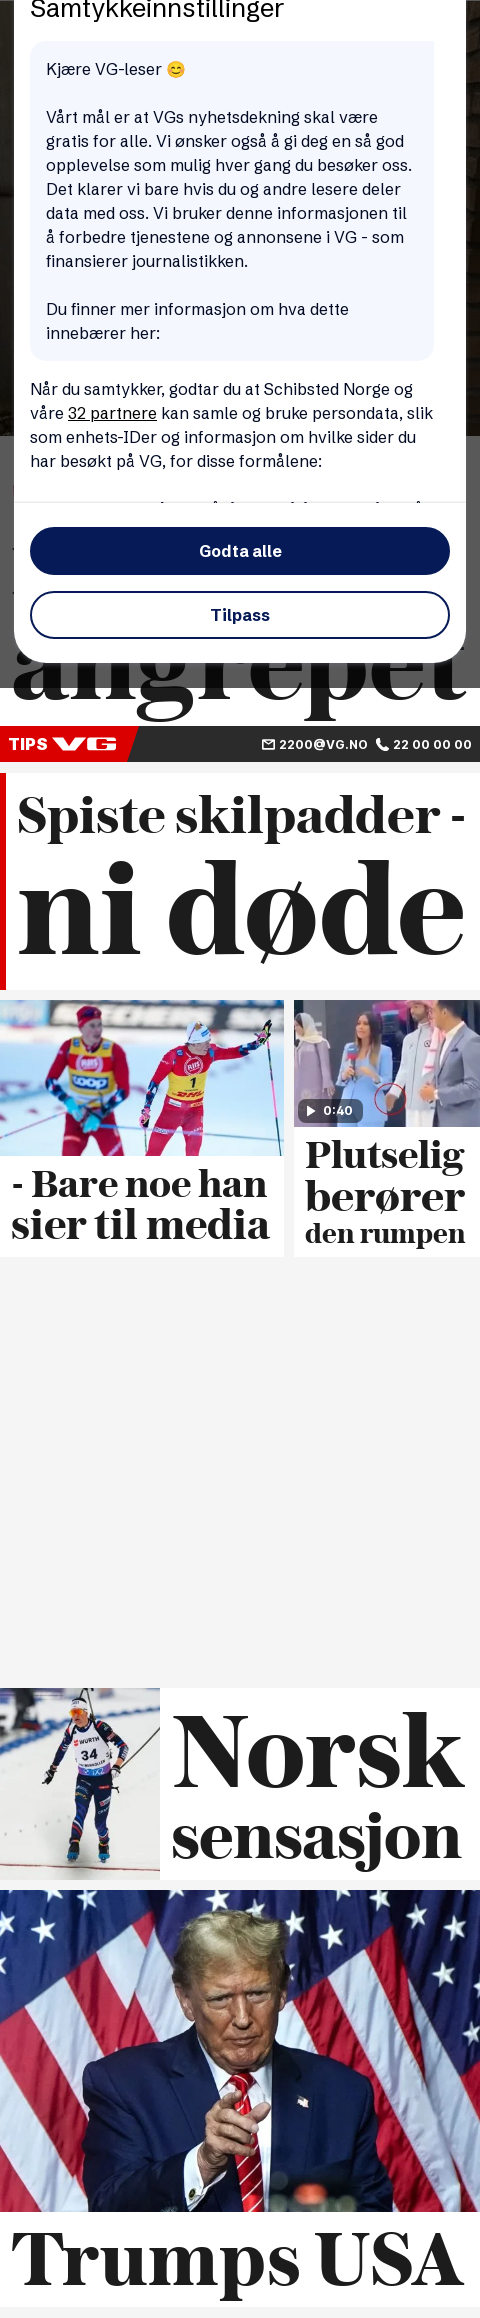 Samtykkeinnstillinger
Kjære VG-leser 😊
Vårt mål er at VGs nyhetsdekning skal være
gratis for alle. Vi ønsker også å gi deg en så god
opplevelse som mulig hver gang du besøker oss.
Det klarer vi bare hvis du og andre lesere deler
data med oss. Vi bruker denne informasjonen til
å forbedre tjenestene og annonsene i VG - som
finansierer journalistikken.
Du finner mer informasjon om hva dette
innebærer her:
Når du samtykker, godtar du at Schibsted Norge og
våre 32 partnere kan samle og bruke persondata, slik
som enhets-IDer og informasjon om hvilke sider du
har besøkt på VG, for disse formålene:
Godta alle
Tilpass
angrepet
TIPS VG 2200@VG.NO 22 00 00 00
Spiste skilpadder -
ni døde
1
0:40
- Bare noe han
sier til media
Plutselig
berører
den rumpen
WÜRTH
34
Norsk
sensasjon
Trumps USA